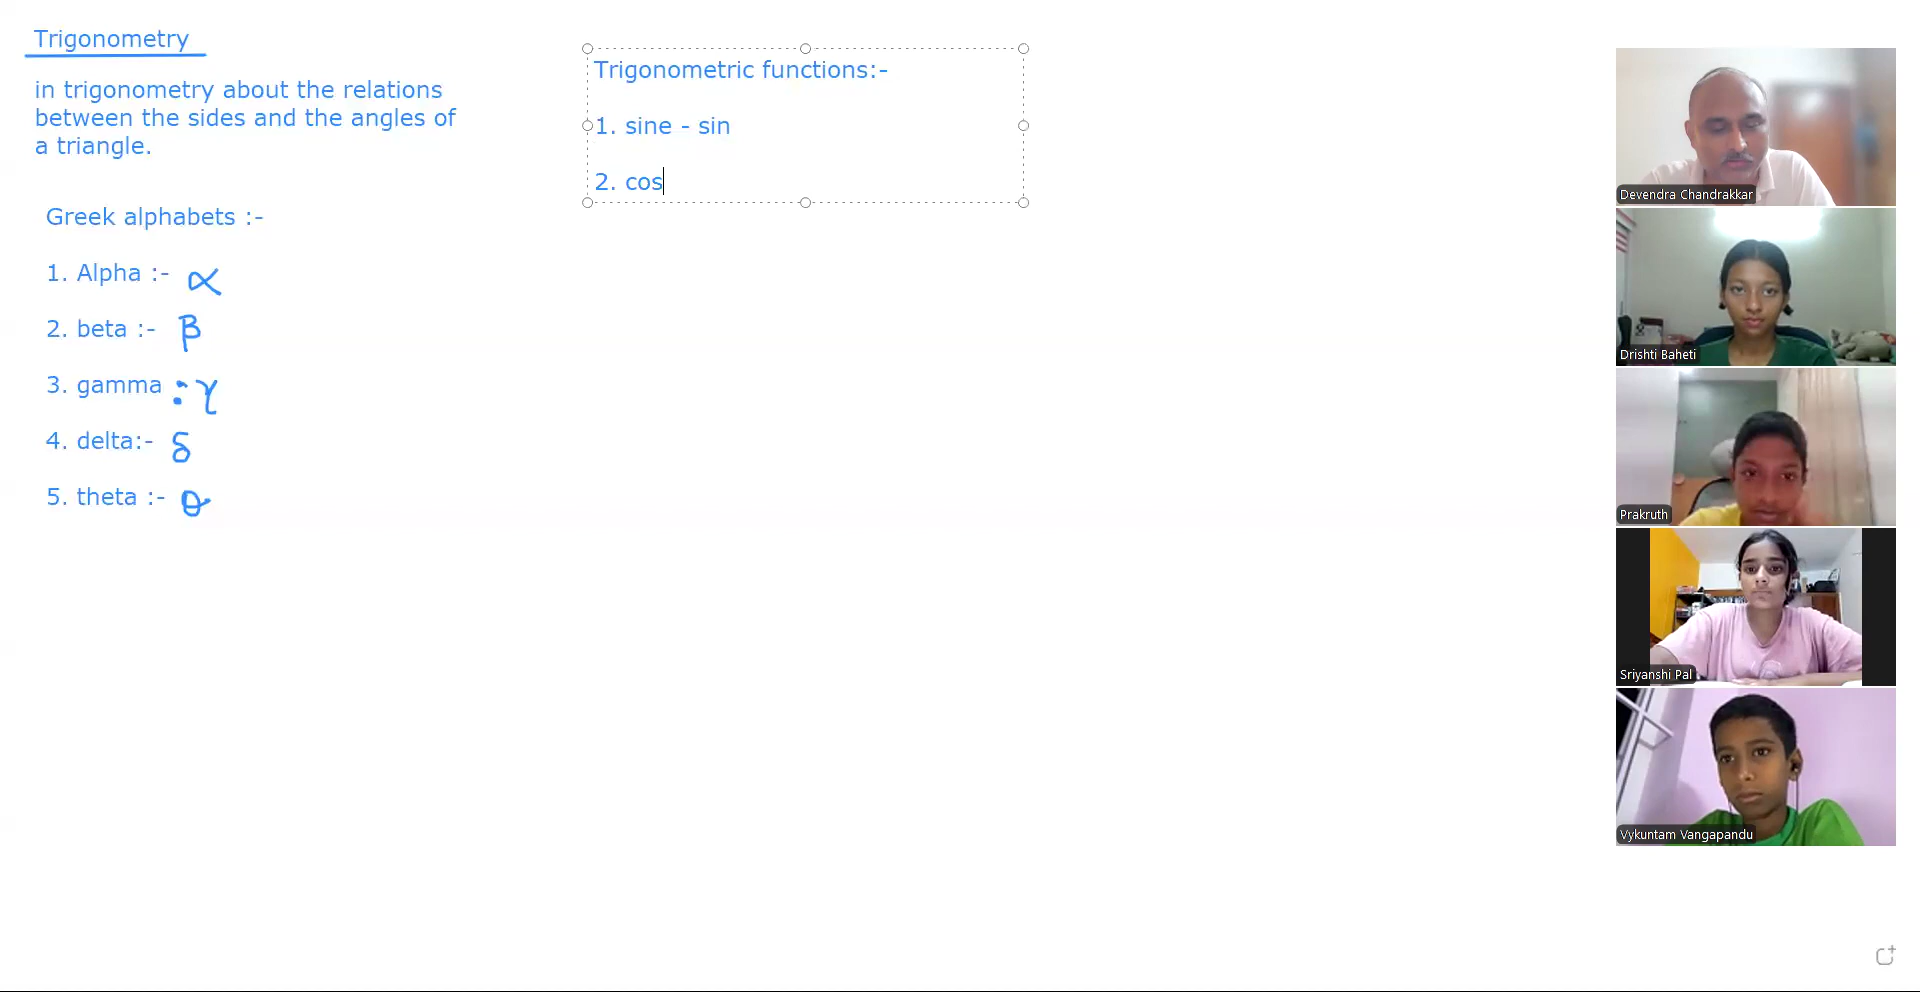 Trigonometry
in trigonometry about the relations
between the sides and the angles of
a triangle.
Greek alphabets :-
1. Alpha :- α
2. beta :- β
3. gamma :- γ
4. delta:- δ
5. theta :- θ
Trigonometric functions:-
1. sine - sin
2. cos
Devendra Chandrakkar
Drishti Baheti
Prakruth
Sriyanshi Pal
Vykuntam Vangapandu